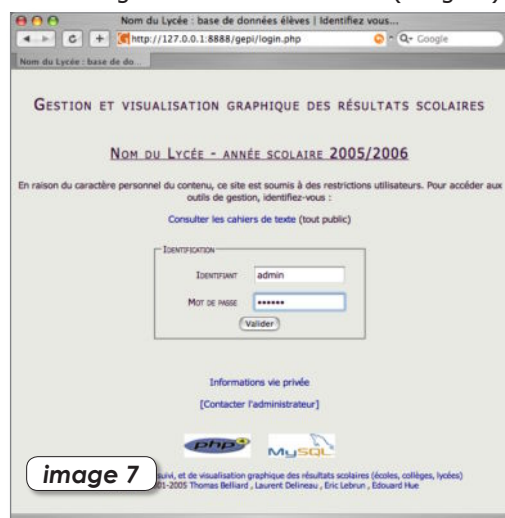 Nom du Lycée : base de données élèves | Identifiez vous...
http://127.0.0.1:8888/gepi/login.php
Google
Nom du Lycée : base de do...
GESTION ET VISUALISATION GRAPHIQUE DES RÉSULTATS SCOLAIRES
NOM DU LYCÉE - ANNÉE SCOLAIRE 2005/2006
En raison du caractère personnel du contenu, ce site est soumis à des restrictions utilisateurs. Pour accéder aux
outils de gestion, identifiez-vous :
Consulter les cahiers de texte (tout public)
IDENTIFICATION
IDENTIFIANT admin
MOT DE PASSE ••••••
Valider
Informations vie privée
[Contacter l'administrateur]
php MySQL
image 7
suivi, et de visualisation graphique des résultats scolaires (écoles, collèges, lycées)
01-2005 Thomas Belliard , Laurent Delineau , Eric Lebrun , Edouard Hue